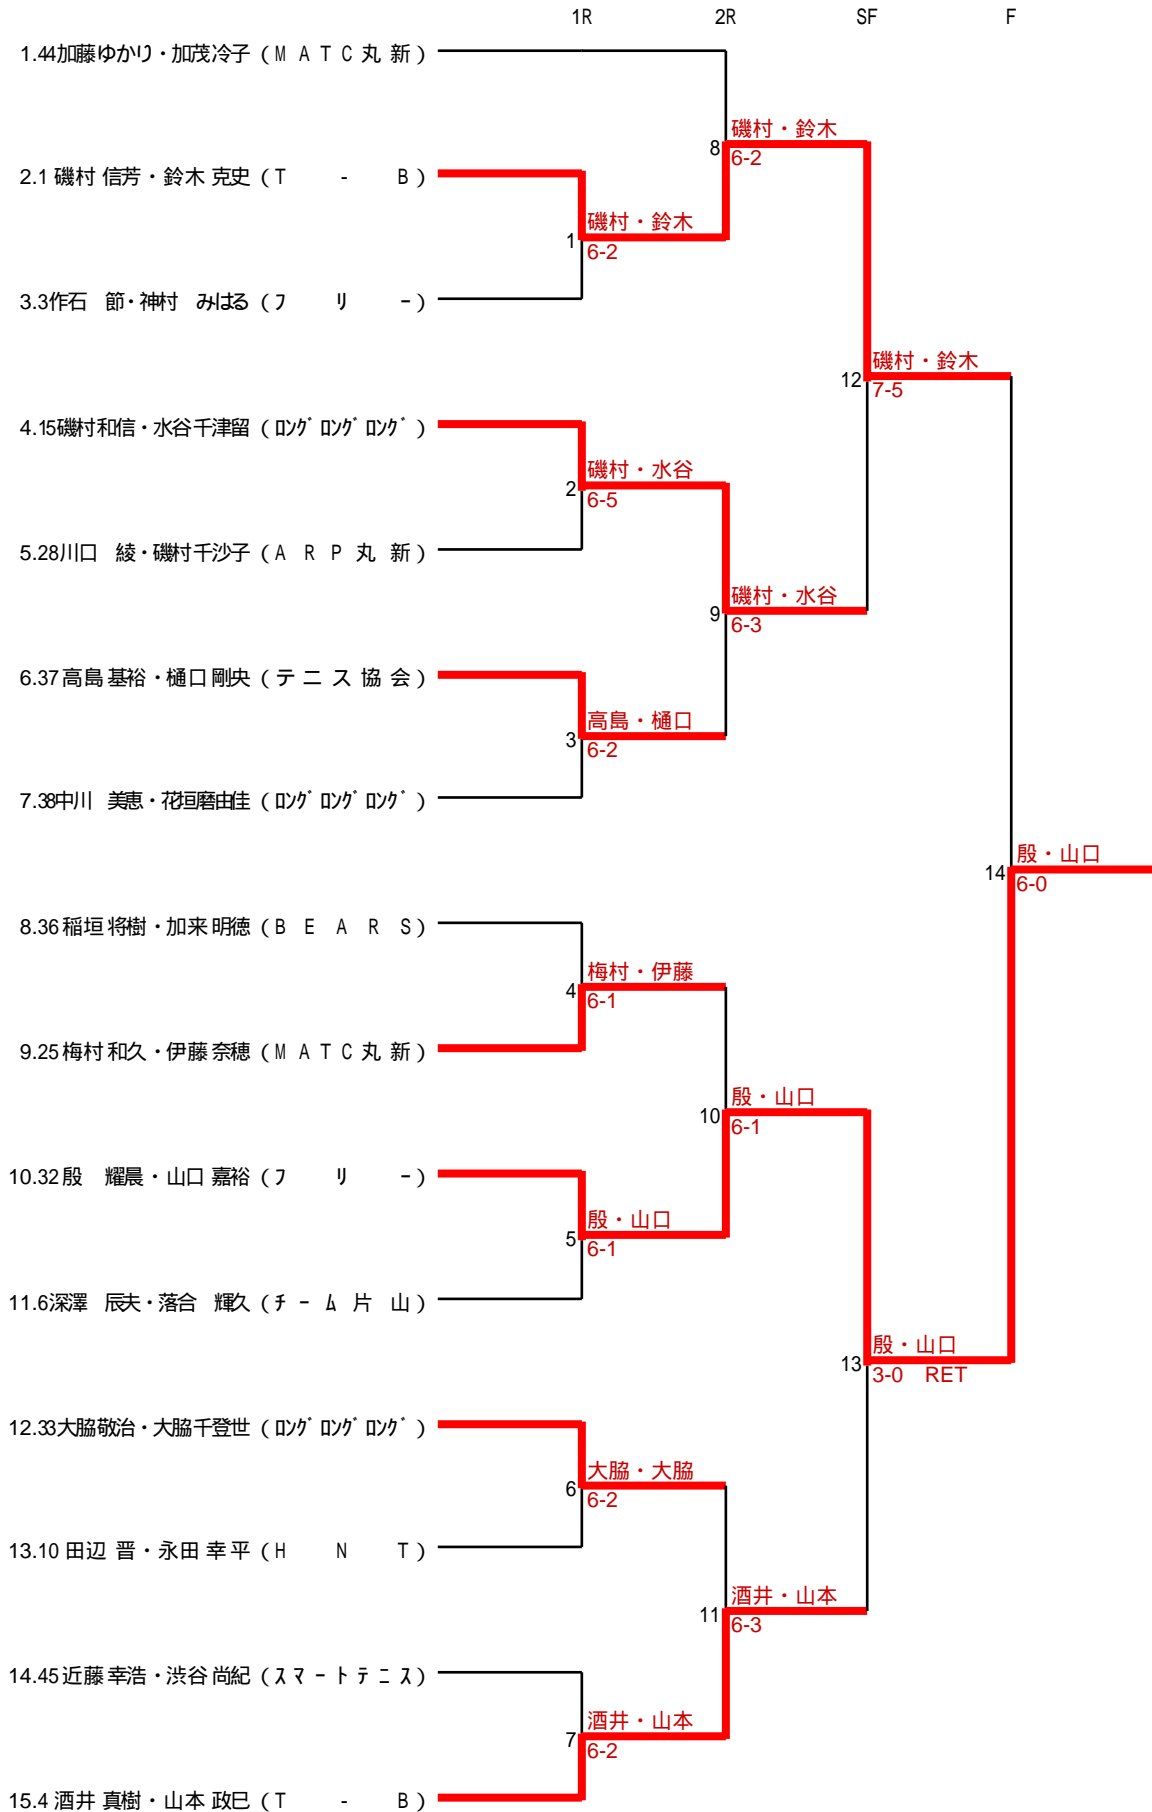 1R 2R SF F
1.44加藤ゆかり・加茂冷子 (ＭＡＴＣ丸新)
磯村・鈴木
8
6-2
2.1 磯村 信芳・鈴木 克史 (Ｔ - Ｂ)
磯村・鈴木
1
6-2
3.3作石 節・神村 みはる (フリー)
磯村・鈴木
12
7-5
4.15磯村和信・水谷千津留 (ロングロングロング)
磯村・水谷
2
6-5
5.28川口 綾・磯村千沙子 (ＡＲＰ丸新)
磯村・水谷
9
6-3
6.37高島 基裕・樋口 剛央 (テニス協会)
高島・樋口
3
6-2
7.38中川 美恵・花垣磨由佳 (ロングロングロング)
殷・山口
14
6-0
8.36稲垣 将樹・加来 明徳 (ＢＥＡＲＳ)
梅村・伊藤
4
6-1
9.25梅村 和久・伊藤 奈穂 (ＭＡＴＣ丸新)
殷・山口
10
6-1
10.32殷 耀晨・山口 嘉裕 (フリー)
殷・山口
5
6-1
11.6深澤 辰夫・落合 輝久 (チーム片山)
殷・山口
13
3-0 RET
12.33大脇敬治・大脇千登世 (ロングロングロング)
大脇・大脇
6
6-2
13.10 田辺 晋・永田 幸平 (ＨＮＴ)
酒井・山本
11
6-3
14.45近藤 幸浩・渋谷 尚紀 (スマートテニス)
酒井・山本
7
6-2
15.4 酒井 真樹・山本 政巳 (Ｔ - Ｂ)